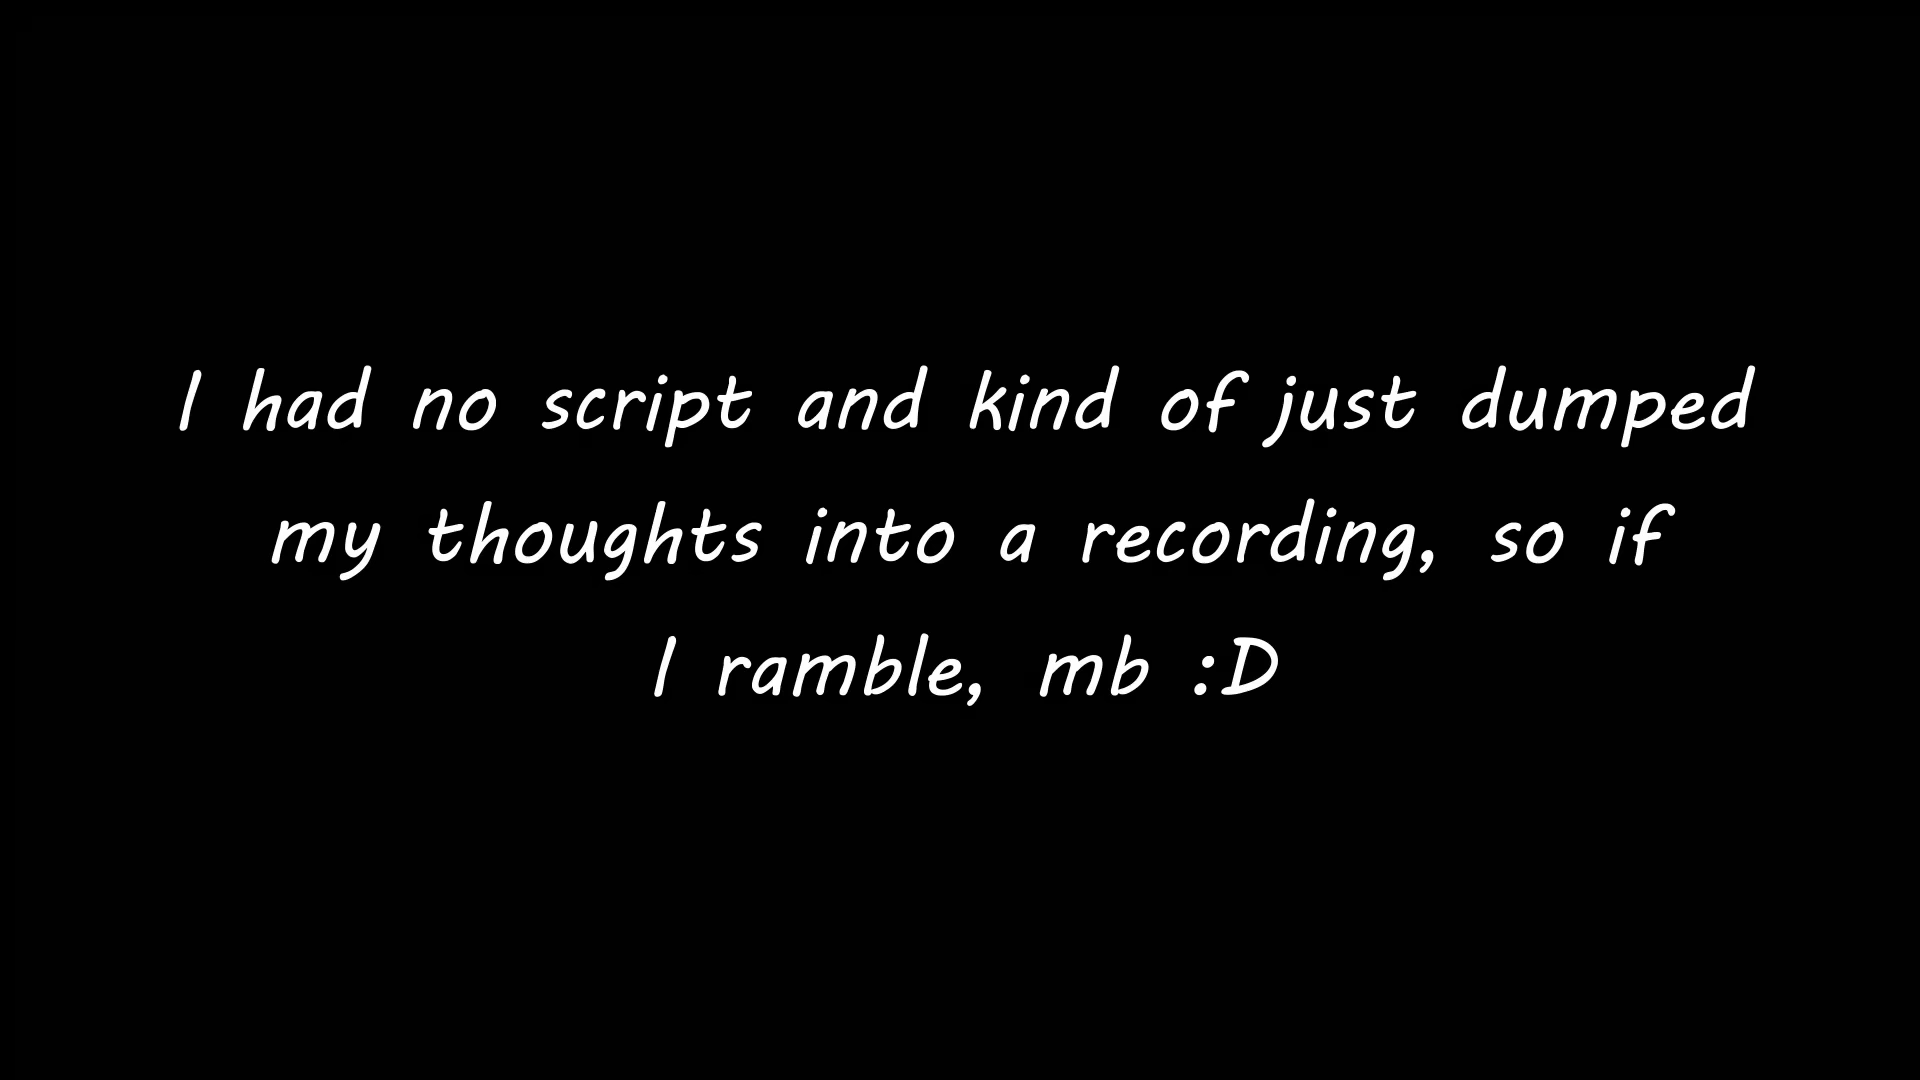 I had no script and kind of just dumped
my thoughts into a recording, so if
I ramble, mb :D